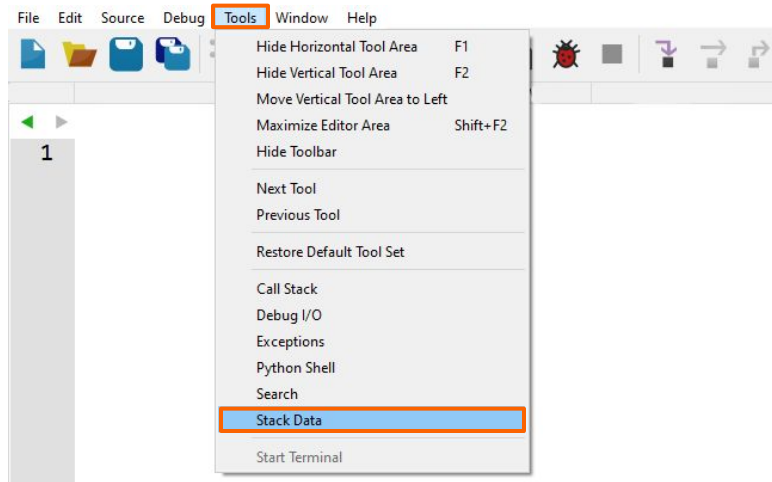 File Edit Source Debug Tools Window Help
Hide Horizontal Tool Area F1
Hide Vertical Tool Area F2
Move Vertical Tool Area to Left
Maximize Editor Area Shift+F2
Hide Toolbar
1
Next Tool
Previous Tool
Restore Default Tool Set
Call Stack
Debug I/O
Exceptions
Python Shell
Search
Stack Data
Start Terminal